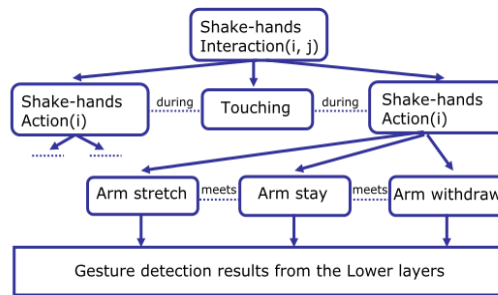 Shake-hands
Interaction(i, j)
Shake-hands
Action(i)
during
Touching
during
Shake-hands
Action(i)
Arm stretch
meets
Arm stay
meets
Arm withdraw
Gesture detection results from the Lower layers